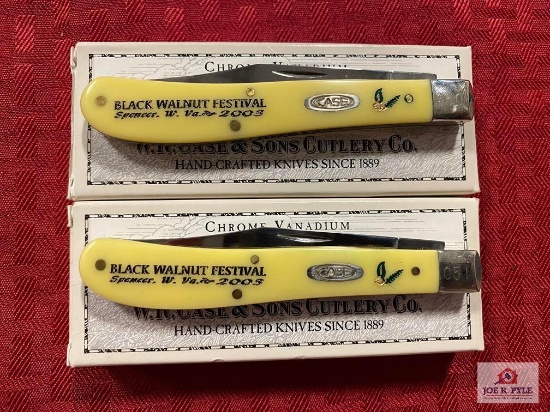 CHROME VANADIUM
BLACK WALNUT FESTIVAL
Spencer, W. Va. 2003
CASE
W.R. CASE & SONS CUTLERY CO.
HAND-CRAFTED KNIVES SINCE 1889
CHROME VANADIUM
BLACK WALNUT FESTIVAL
Spencer, W. Va. 2003
CASE
051
W.R. CASE & SONS CUTLERY CO.
HAND-CRAFTED KNIVES SINCE 1889
JOE R. PYLE